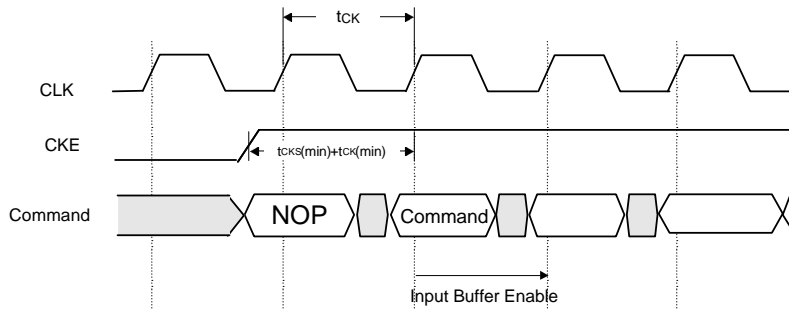 tCK
CLK
CKE
tCKS(min)+tCK(min)
Command
NOP
Command
Input Buffer Enable